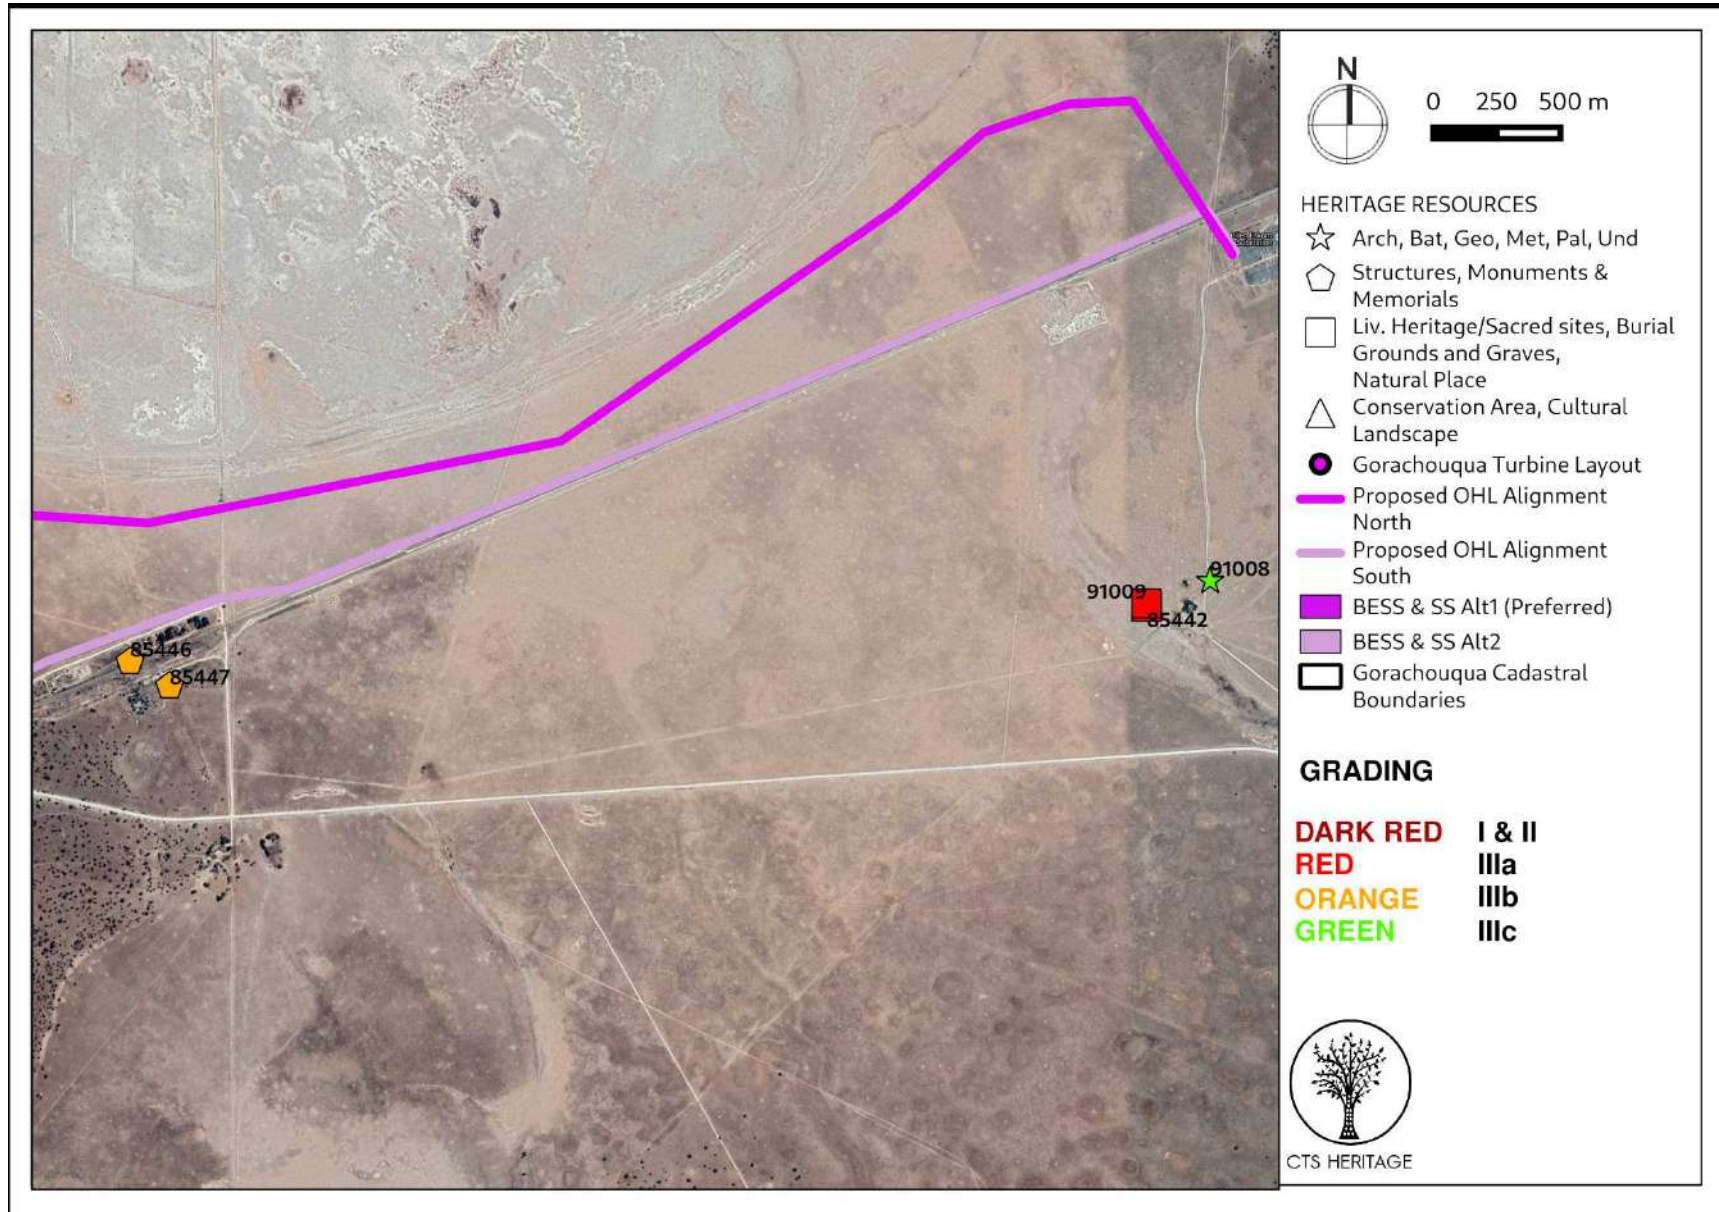 N
0 250 500 m
HERITAGE RESOURCES
Arch, Bat, Geo, Met, Pal, Und
Structures, Monuments &
Memorials
Liv. Heritage/Sacred sites, Burial
Grounds and Graves,
Natural Place
Conservation Area, Cultural
Landscape
Gorachouqua Turbine Layout
Proposed OHL Alignment
North
Proposed OHL Alignment
South
BESS & SS Alt1 (Preferred)
BESS & SS Alt2
Gorachouqua Cadastral
Boundaries
GRADING
DARK RED I & II
RED IIIa
ORANGE IIIb
GREEN IIIc
CTS HERITAGE
91008
91009
85442
85446
85447